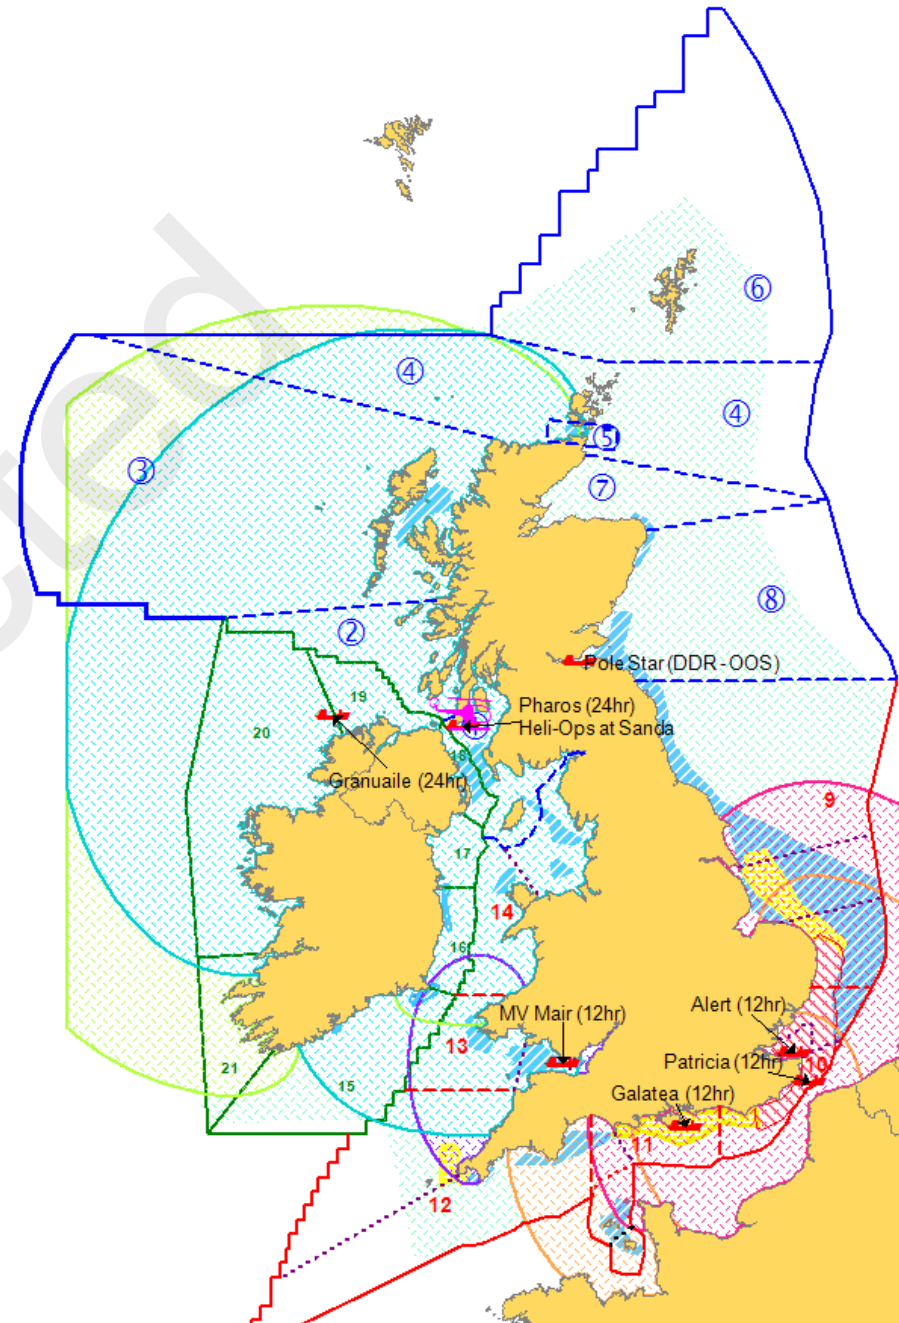 ⑥
④
④
⑤
③
⑦
⑧
②
Pole Star (DDR - OOS)
19
Pharos (24hr)
Heli-Ops at Sanda
20
18
Granuaile (24hr)
9
17
14
16
MV Mair (12hr)
Alert (12hr)
13
Patricia (12hr)
10
21
15
Galatea (12hr)
11
12